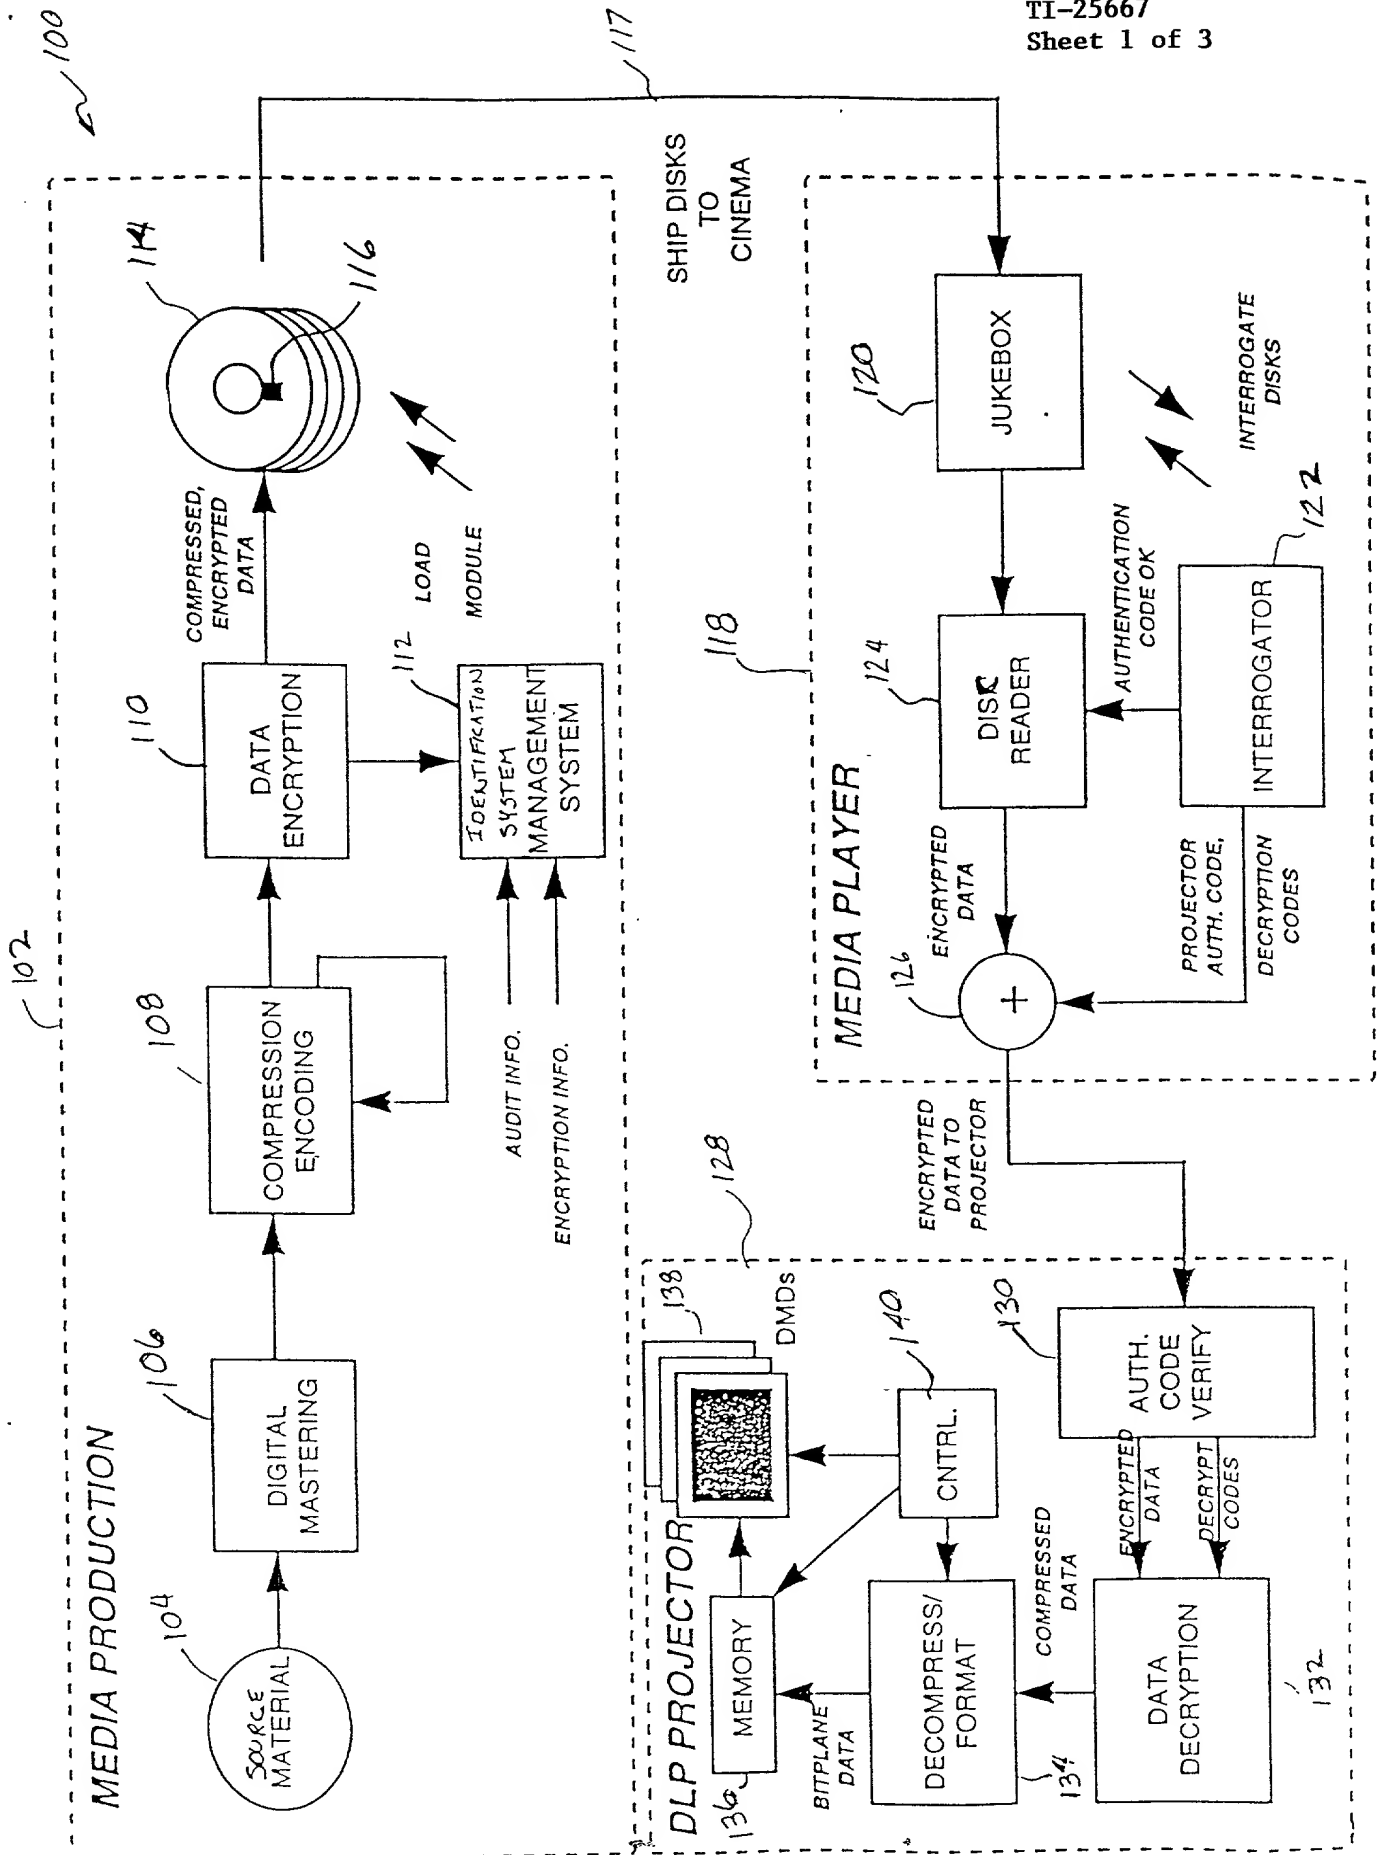 TI-25667
Sheet 1 of 3
100
102
MEDIA PRODUCTION
104
SOURCE
MATERIAL
106
DIGITAL
MASTERING
108
COMPRESSION
ENCODING
110
DATA
ENCRYPTION
COMPRESSED,
ENCRYPTED
DATA
114
116
AUDIT INFO.
ENCRYPTION INFO.
112
IDENTIFICATION
SYSTEM
MANAGEMENT
SYSTEM
LOAD
MODULE
117
SHIP DISKS
TO
CINEMA
118
MEDIA PLAYER
120
JUKEBOX
INTERROGATE
DISKS
122
INTERROGATOR
AUTHENTICATION
CODE OK
124
DISK
READER
ENCRYPTED
DATA
PROJECTOR
AUTH. CODE,
DECRYPTION
CODES
126
+
ENCRYPTED
DATA TO
PROJECTOR
128
DLP PROJECTOR
130
AUTH.
CODE
VERIFY
ENCRYPTED
DATA
DECRYPT
CODES
132
DATA
DECRYPTION
COMPRESSED
DATA
134
DECOMPRESS/
FORMAT
BITPLANE
DATA
136
MEMORY
138
DMDs
140
CNTRL.